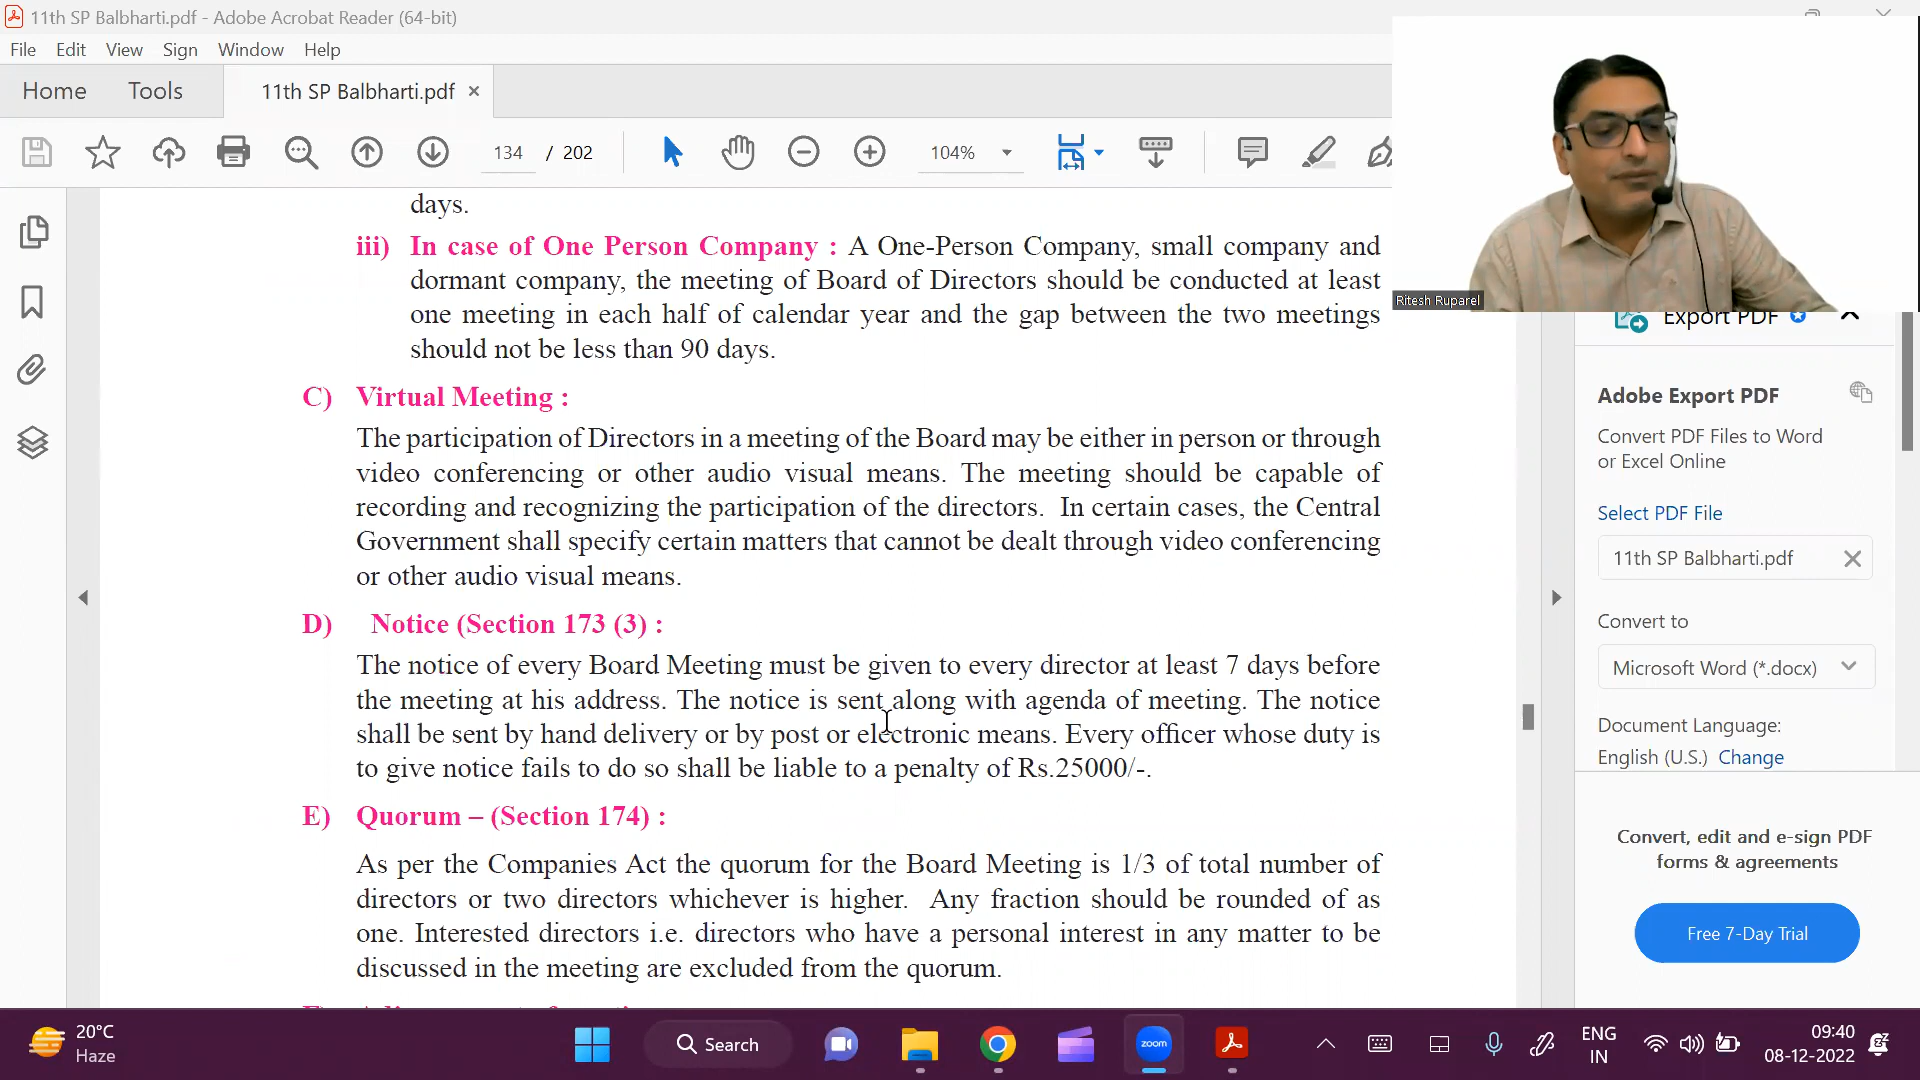 11th SP Balbharti.pdf - Adobe Acrobat Reader (64-bit)
File Edit View Sign Window Help
Home Tools 11th SP Balbharti.pdf ×
134 / 202 104%
days.
iii) In case of One Person Company : A One-Person Company, small company and
dormant company, the meeting of Board of Directors should be conducted at least
one meeting in each half of calendar year and the gap between the two meetings
should not be less than 90 days.
C) Virtual Meeting :
The participation of Directors in a meeting of the Board may be either in person or through
video conferencing or other audio visual means. The meeting should be capable of
recording and recognizing the participation of the directors. In certain cases, the Central
Government shall specify certain matters that cannot be dealt through video conferencing
or other audio visual means.
D) Notice (Section 173 (3) :
The notice of every Board Meeting must be given to every director at least 7 days before
the meeting at his address. The notice is sent along with agenda of meeting. The notice
shall be sent by hand delivery or by post or electronic means. Every officer whose duty is
to give notice fails to do so shall be liable to a penalty of Rs.25000/-.
E) Quorum – (Section 174) :
As per the Companies Act the quorum for the Board Meeting is 1/3 of total number of
directors or two directors whichever is higher. Any fraction should be rounded of as
one. Interested directors i.e. directors who have a personal interest in any matter to be
discussed in the meeting are excluded from the quorum.
Ritesh Ruparel
Export PDF
Adobe Export PDF
Convert PDF Files to Word
or Excel Online
Select PDF File
11th SP Balbharti.pdf
Convert to
Microsoft Word (*.docx)
Document Language:
English (U.S.) Change
Convert, edit and e-sign PDF
forms & agreements
Free 7-Day Trial
20°C
Haze
Search
zoom
ENG
IN
09:40
08-12-2022